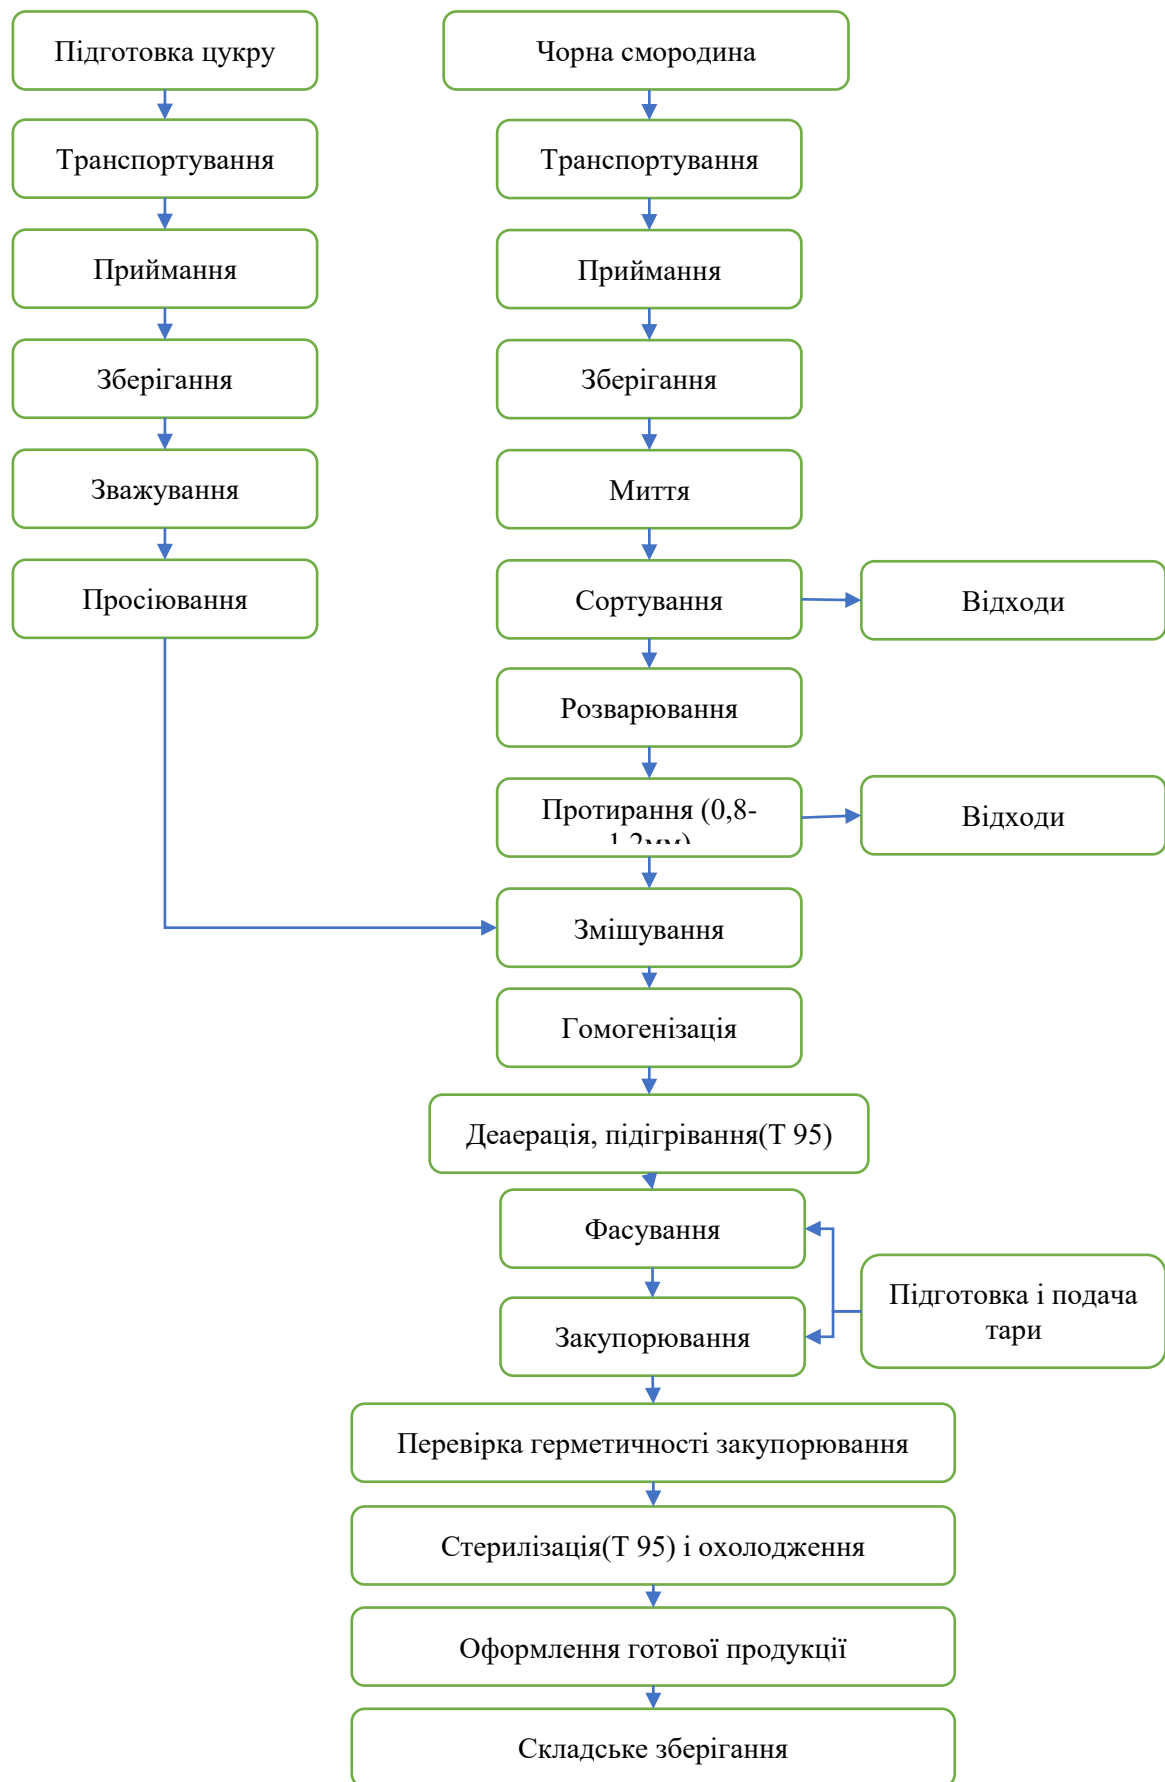 Підготовка цукру
Чорна смородина
Транспортування
Транспортування
Приймання
Приймання
Зберігання
Зберігання
Зважування
Миття
Просіювання
Сортування
Відходи
Розварювання
Протирання (0,8-
1,2мм)
Відходи
Змішування
Гомогенізація
Деаерація, підігрівання(Т 95)
Фасування
Підготовка і подача
тари
Закупорювання
Перевірка герметичності закупорювання
Стерилізація(Т 95) і охолодження
Оформлення готової продукції
Складське зберігання